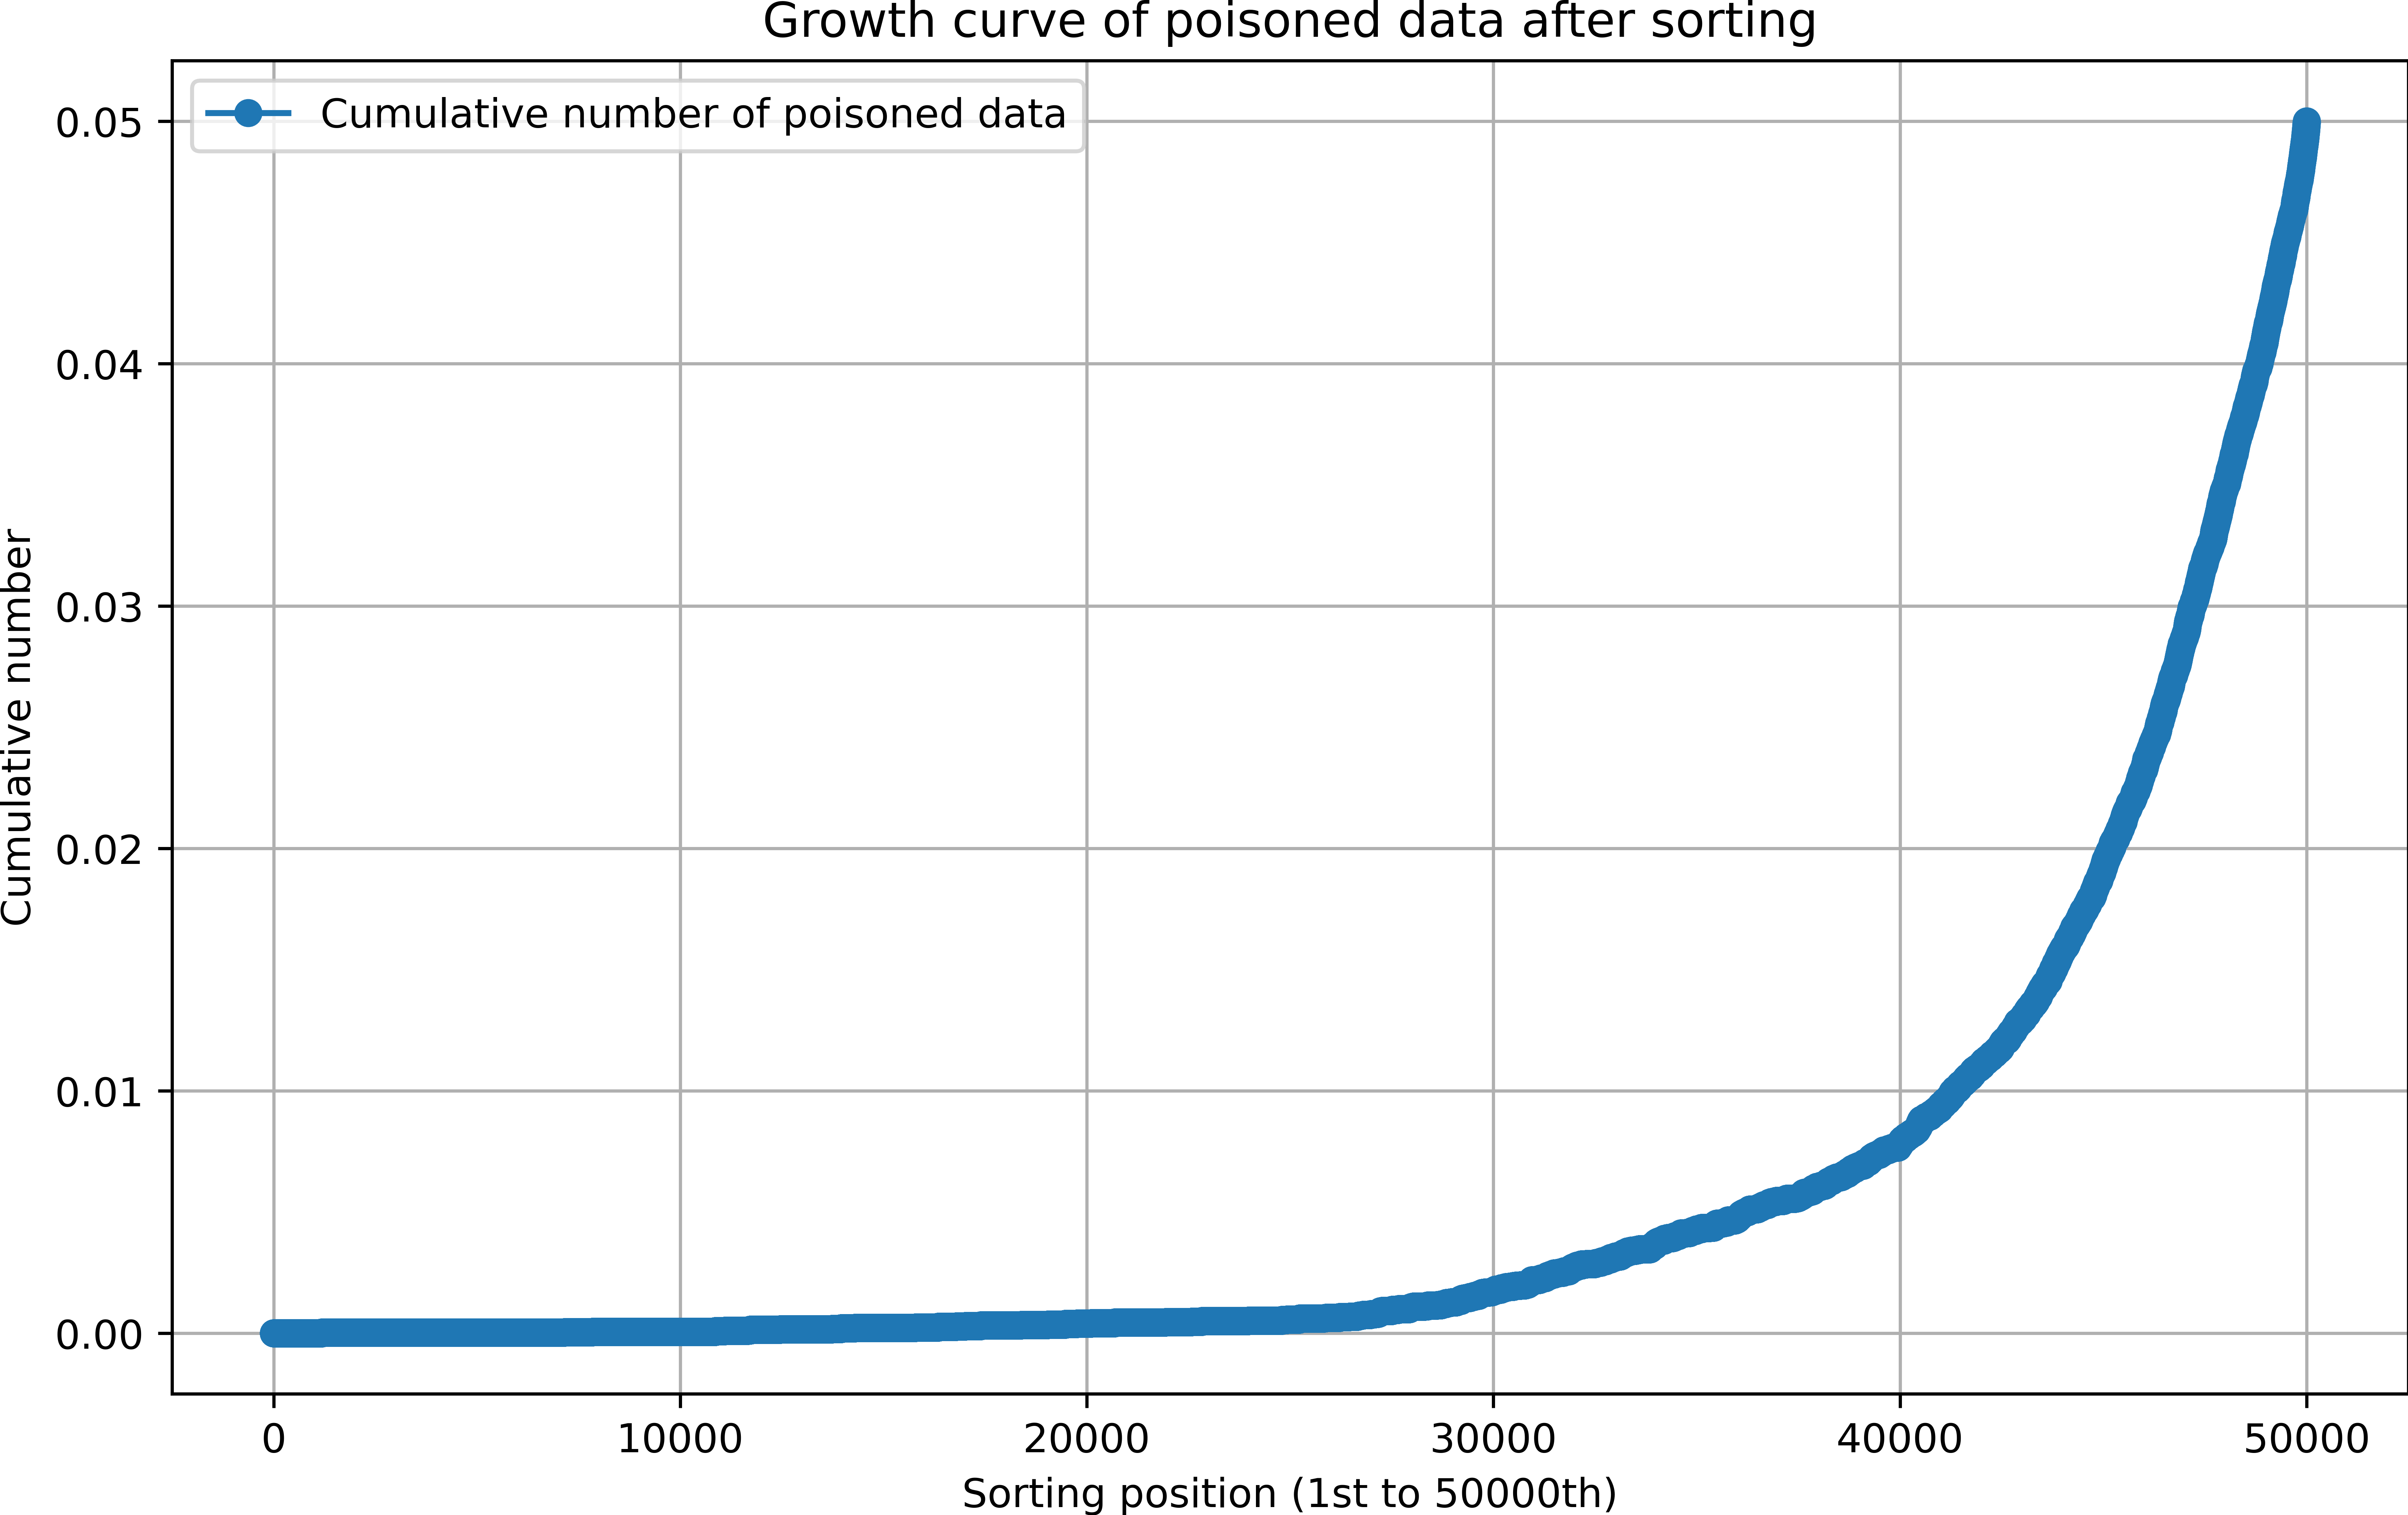 Growth curve of poisoned data after sorting
Cumulative number of poisoned data
0.05
0.04
0.03
0.02
0.01
0.00
Cumulative number
0 10000 20000 30000 40000 50000
Sorting position (1st to 50000th)